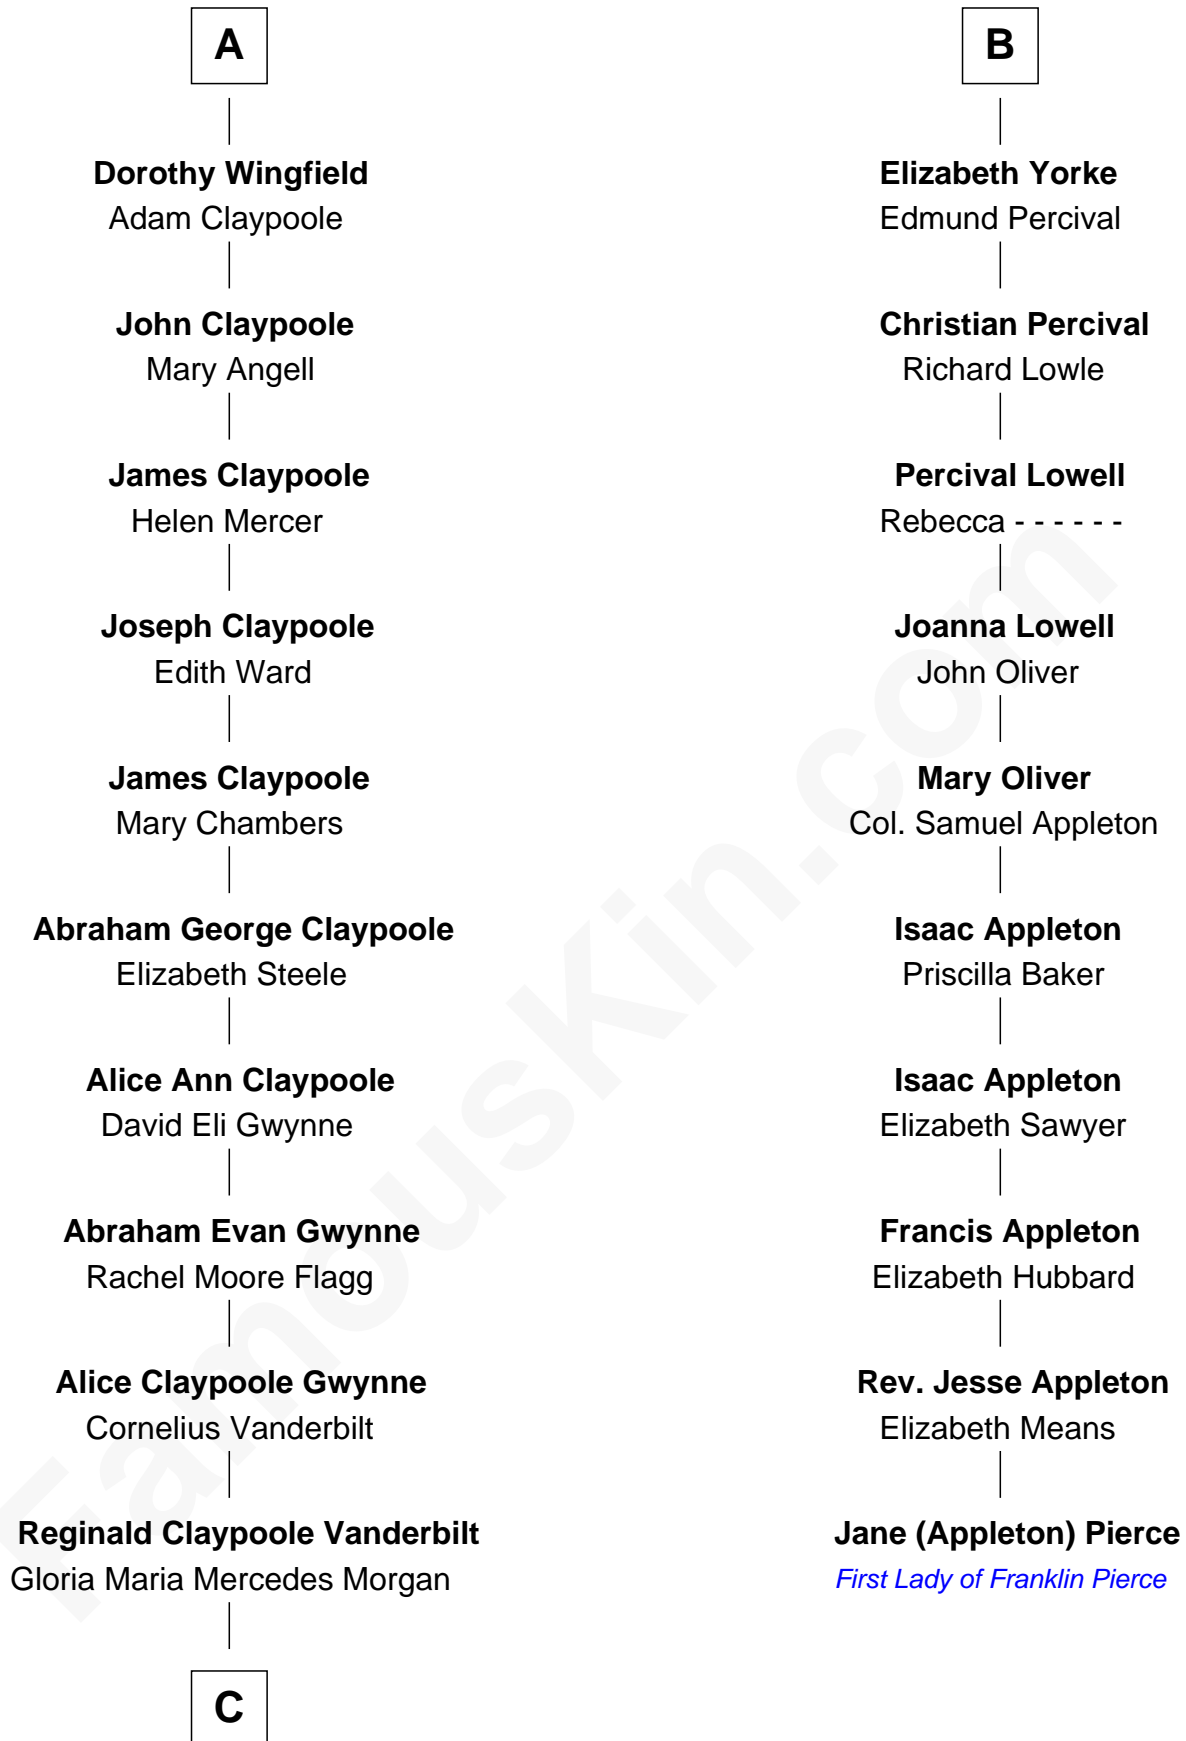 A
Dorothy Wingfield
Adam Claypoole
John Claypoole
Mary Angell
James Claypoole
Helen Mercer
Joseph Claypoole
Edith Ward
James Claypoole
Mary Chambers
Abraham George Claypoole
Elizabeth Steele
Alice Ann Claypoole
David Eli Gwynne
Abraham Evan Gwynne
Rachel Moore Flagg
Alice Claypoole Gwynne
Cornelius Vanderbilt
Reginald Claypoole Vanderbilt
Gloria Maria Mercedes Morgan
C
B
Elizabeth Yorke
Edmund Percival
Christian Percival
Richard Lowle
Percival Lowell
Rebecca - - - - - -
Joanna Lowell
John Oliver
Mary Oliver
Col. Samuel Appleton
Isaac Appleton
Priscilla Baker
Isaac Appleton
Elizabeth Sawyer
Francis Appleton
Elizabeth Hubbard
Rev. Jesse Appleton
Elizabeth Means
Jane (Appleton) Pierce
First Lady of Franklin Pierce
FamousKin.com